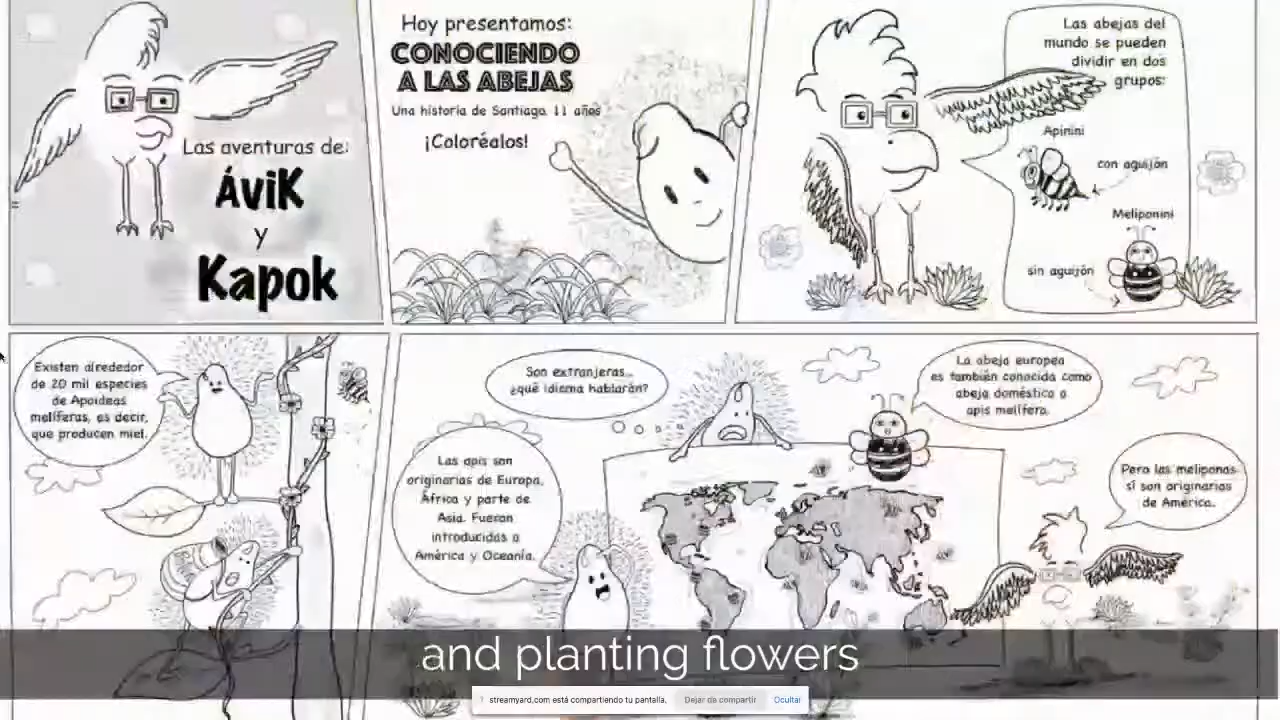 Las aventuras de:
ÁviK
y
Kapok
Hoy presentamos:
CONOCIENDO
A LAS ABEJAS
Una historia de Santiago 11 años
¡Coloréalos!
Las abejas del
mundo se pueden
dividir en dos
grupos:
Apinini
con aguijón
Meliponini
sin aguijón
Existen alrededor
de 20 mil especies
de Apoideas
melíferas, es decir,
que producen miel.
Son extranjeras...
¿qué idioma hablarán?
Las apis son
originarias de Europa,
África y parte de
Asia. Fueron
introducidas a
América y Oceanía.
La abeja europea
es también conocida como
abeja doméstica o
apis melífera.
Pero las meliponas
sí son originarias
de América.
and planting flowers
streamyard.com está compartiendo tu pantalla.
Dejar de compartir
Ocultar